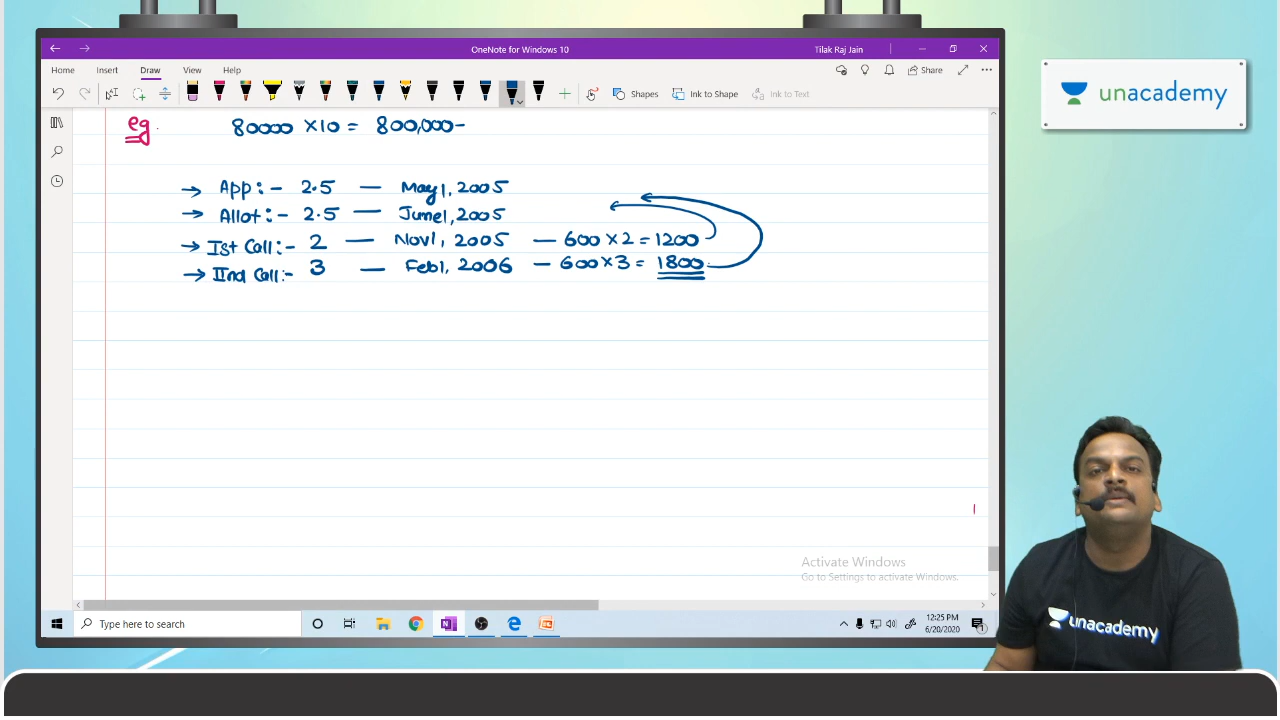 OneNote for Windows 10
Tilak Raj Jain
Home Insert Draw View Help
Share
Shapes Ink to Shape Ink to Text
unacademy
eg. 80000 ×10 = 800,000-
→ App:- 2.5 — May1, 2005
→ Allot:- 2.5 — June1, 2005
→ Ist Call:- 2 — Nov1, 2005 — 600 × 2 = 1200
→ IInd Call:- 3 — Feb1, 2006 — 600 × 3 = 1800
Activate Windows
Go to Settings to activate Windows.
unacademy
Type here to search
12:25 PM
6/20/2020